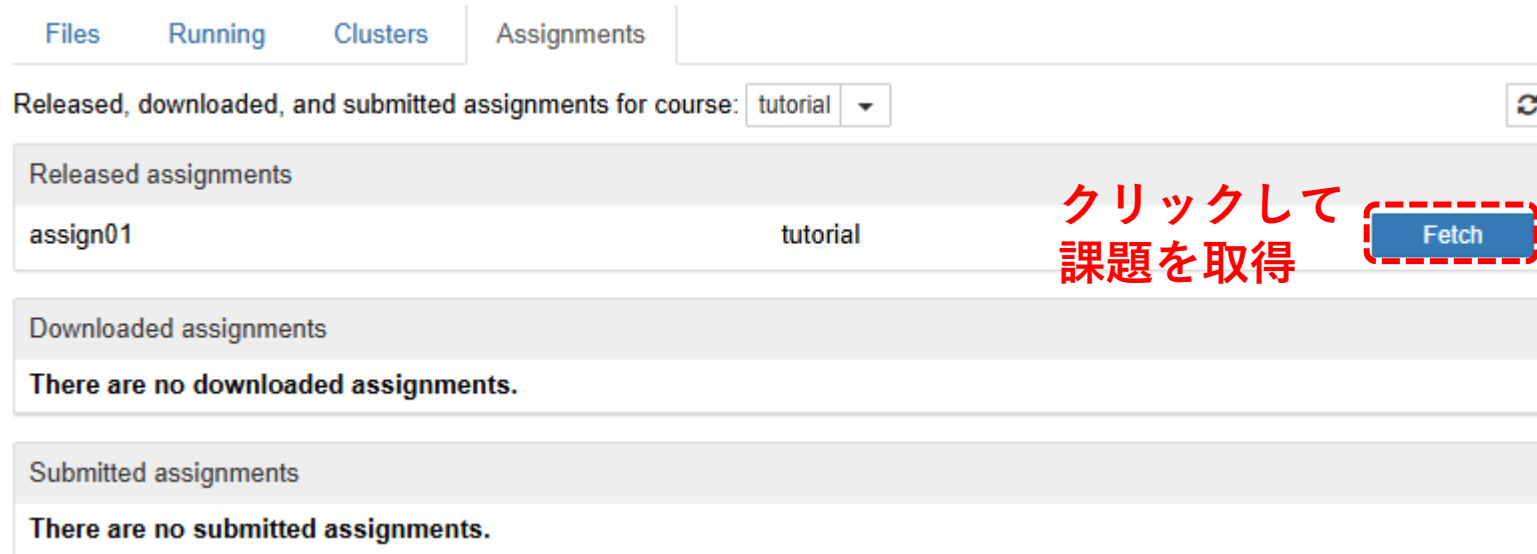 Files Running Clusters Assignments
Released, downloaded, and submitted assignments for course: tutorial
Released assignments
assign01 tutorial クリックして Fetch
課題を取得
Downloaded assignments
There are no downloaded assignments.
Submitted assignments
There are no submitted assignments.